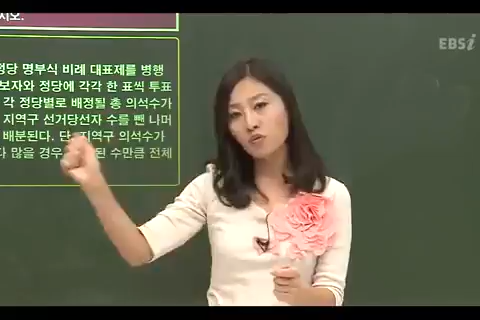 시오.
EBSi
정당 명부식 비례 대표제를 병행
보자와 정당에 각각 한 표씩 투표
각 정당별로 배정될 총 의석수가
지역구 선거당선자 수를 뺀 나머
배분된다. 단, 지역구 의석수가
다 많을 경우 된 수만큼 전체